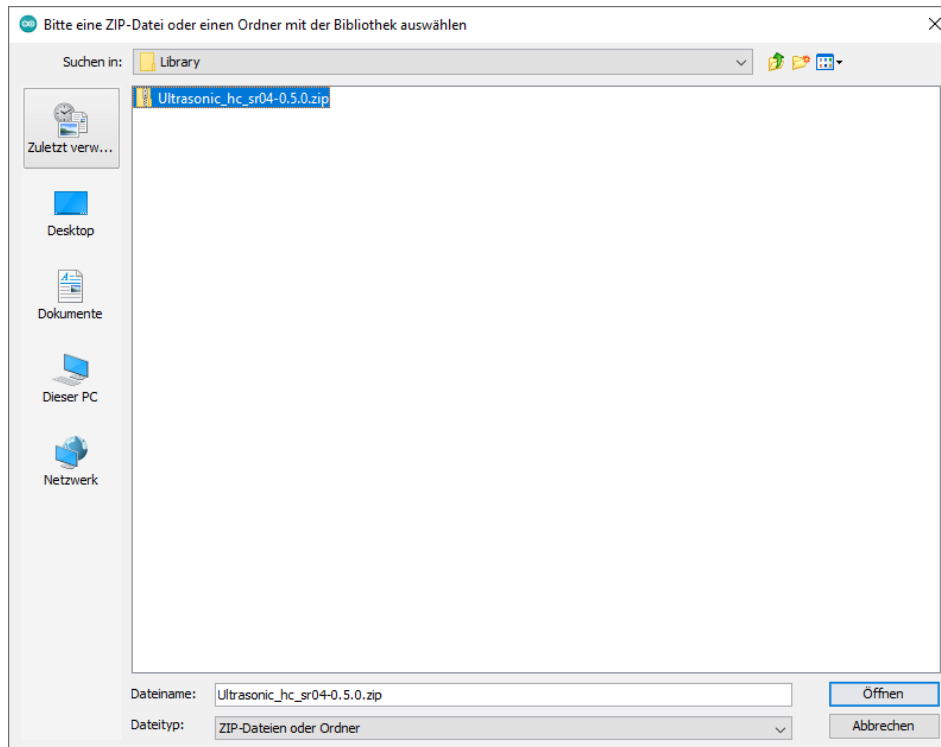 Bitte eine ZIP-Datei oder einen Ordner mit der Bibliothek auswählen
Suchen in:
Library
Ultrasonic_hc_sr04-0.5.0.zip
Zuletzt verw...
Desktop
Dokumente
Dieser PC
Netzwerk
Dateiname:
Ultrasonic_hc_sr04-0.5.0.zip
Öffnen
Dateityp:
ZIP-Dateien oder Ordner
Abbrechen